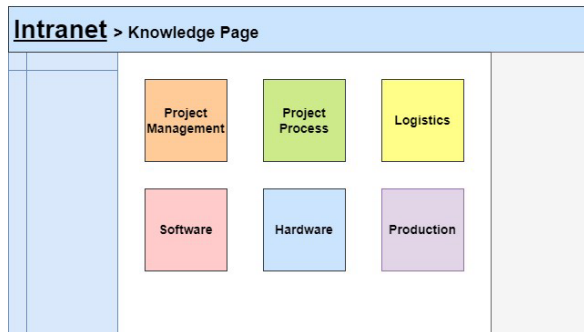 Intranet > Knowledge Page
Project
Management
Project
Process
Logistics
Software
Hardware
Production